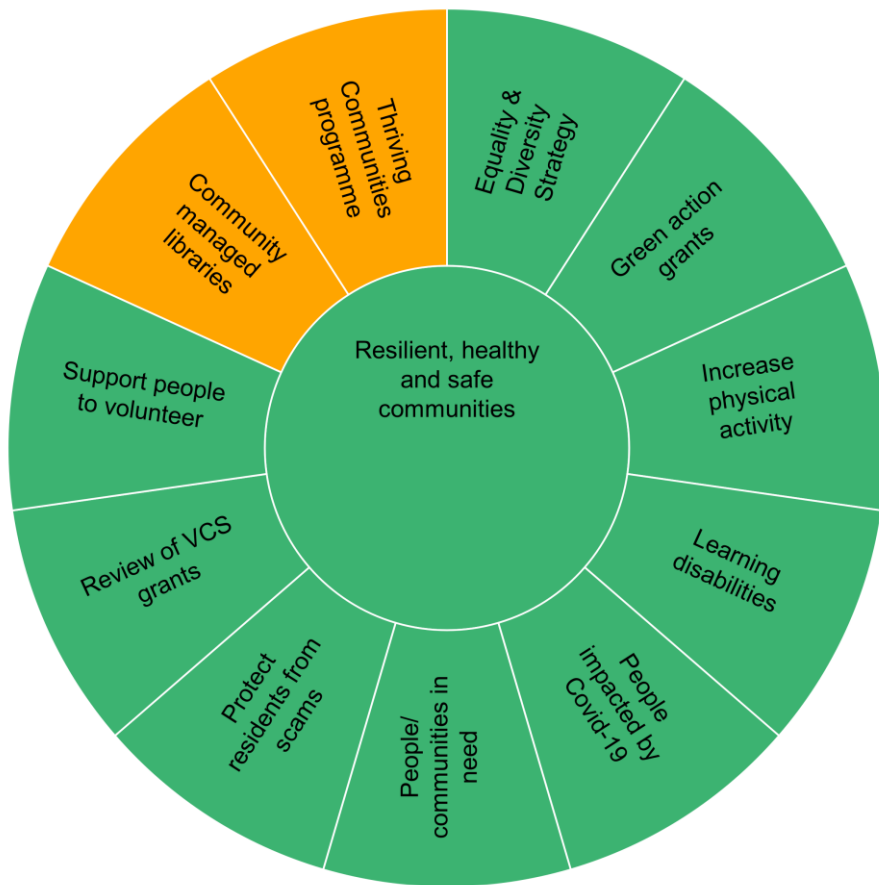 Thriving
Communities
programme
Equality &
Diversity
Strategy
Community
managed
libraries
Green action
grants
Resilient, healthy
and safe
communities
Support people
to volunteer
Increase
physical
activity
Review of VCS
grants
Learning
disabilities
Protect
residents from
scams
People/
communities in
need
People
impacted by
Covid-19